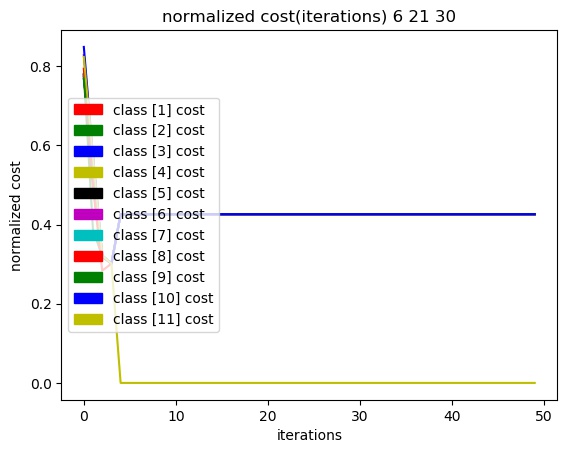 normalized cost(iterations) 6 21 30
0.8
0.6
0.4
0.2
0.0
normalized cost
class [1] cost
class [2] cost
class [3] cost
class [4] cost
class [5] cost
class [6] cost
class [7] cost
class [8] cost
class [9] cost
class [10] cost
class [11] cost
0 10 20 30 40 50
iterations